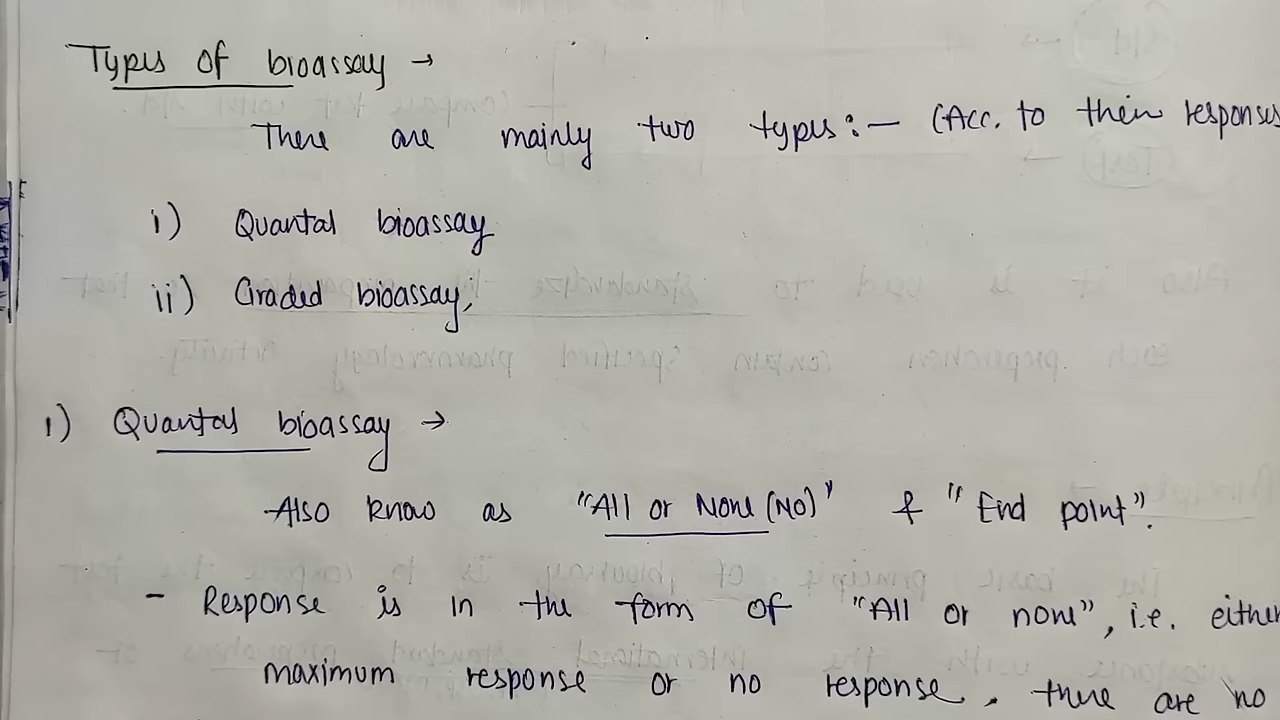 Types of bioassay →
There are mainly two types:- (Acc. to their responses
i) Quantal bioassay
ii) Graded bioassay,
1) Quantal bioassay →
Also know as "All or None (No)" & "End point".
- Response is in the form of "All or none", i.e. either
maximum response or no response, there are no